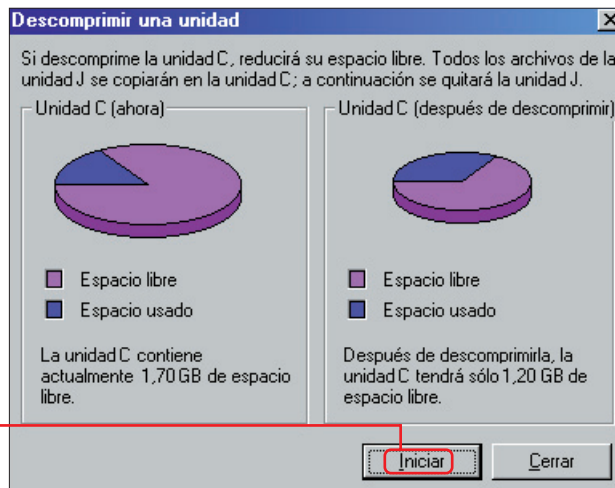 Descomprimir una unidad
Si descomprime la unidad C, reducirá su espacio libre. Todos los archivos de la
unidad J se copiarán en la unidad C; a continuación se quitará la unidad J.
Unidad C (ahora)
Espacio libre
Espacio usado
La unidad C contiene
actualmente 1,70 GB de espacio
libre.
Unidad C (después de descomprimir)
Espacio libre
Espacio usado
Después de descomprimirla, la
unidad C tendrá sólo 1,20 GB de
espacio libre.
Iniciar
Cerrar